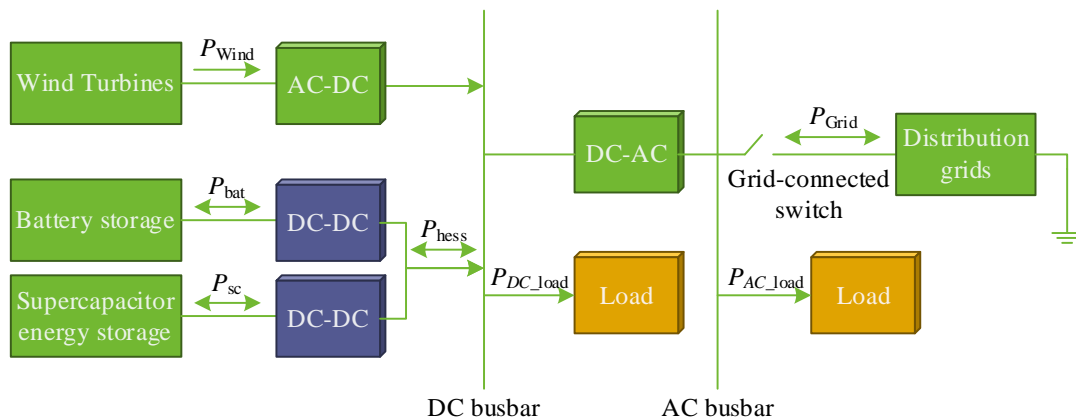 P_Wind
Wind Turbines
AC-DC
P_Grid
DC-AC
Distribution
grids
Grid-connected
switch
P_bat
Battery storage
DC-DC
P_hess
P_sc
Supercapacitor
energy storage
DC-DC
P_DC_load
Load
P_AC_load
Load
DC busbar
AC busbar